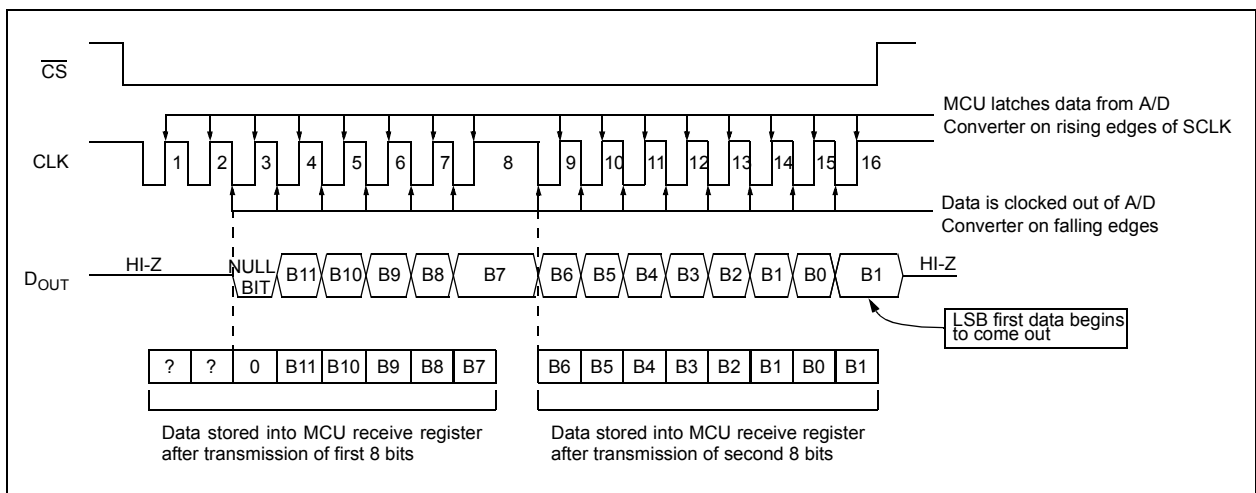 CS
MCU latches data from A/D
Converter on rising edges of SCLK
CLK
1 2 3 4 5 6 7 8 9 10 11 12 13 14 15 16
Data is clocked out of A/D
Converter on falling edges
DOUT
HI-Z
NULL
BIT
B11 B10 B9 B8 B7 B6 B5 B4 B3 B2 B1 B0 B1
HI-Z
LSB first data begins
to come out
? ? 0 B11 B10 B9 B8 B7
B6 B5 B4 B3 B2 B1 B0 B1
Data stored into MCU receive register
after transmission of first 8 bits
Data stored into MCU receive register
after transmission of second 8 bits